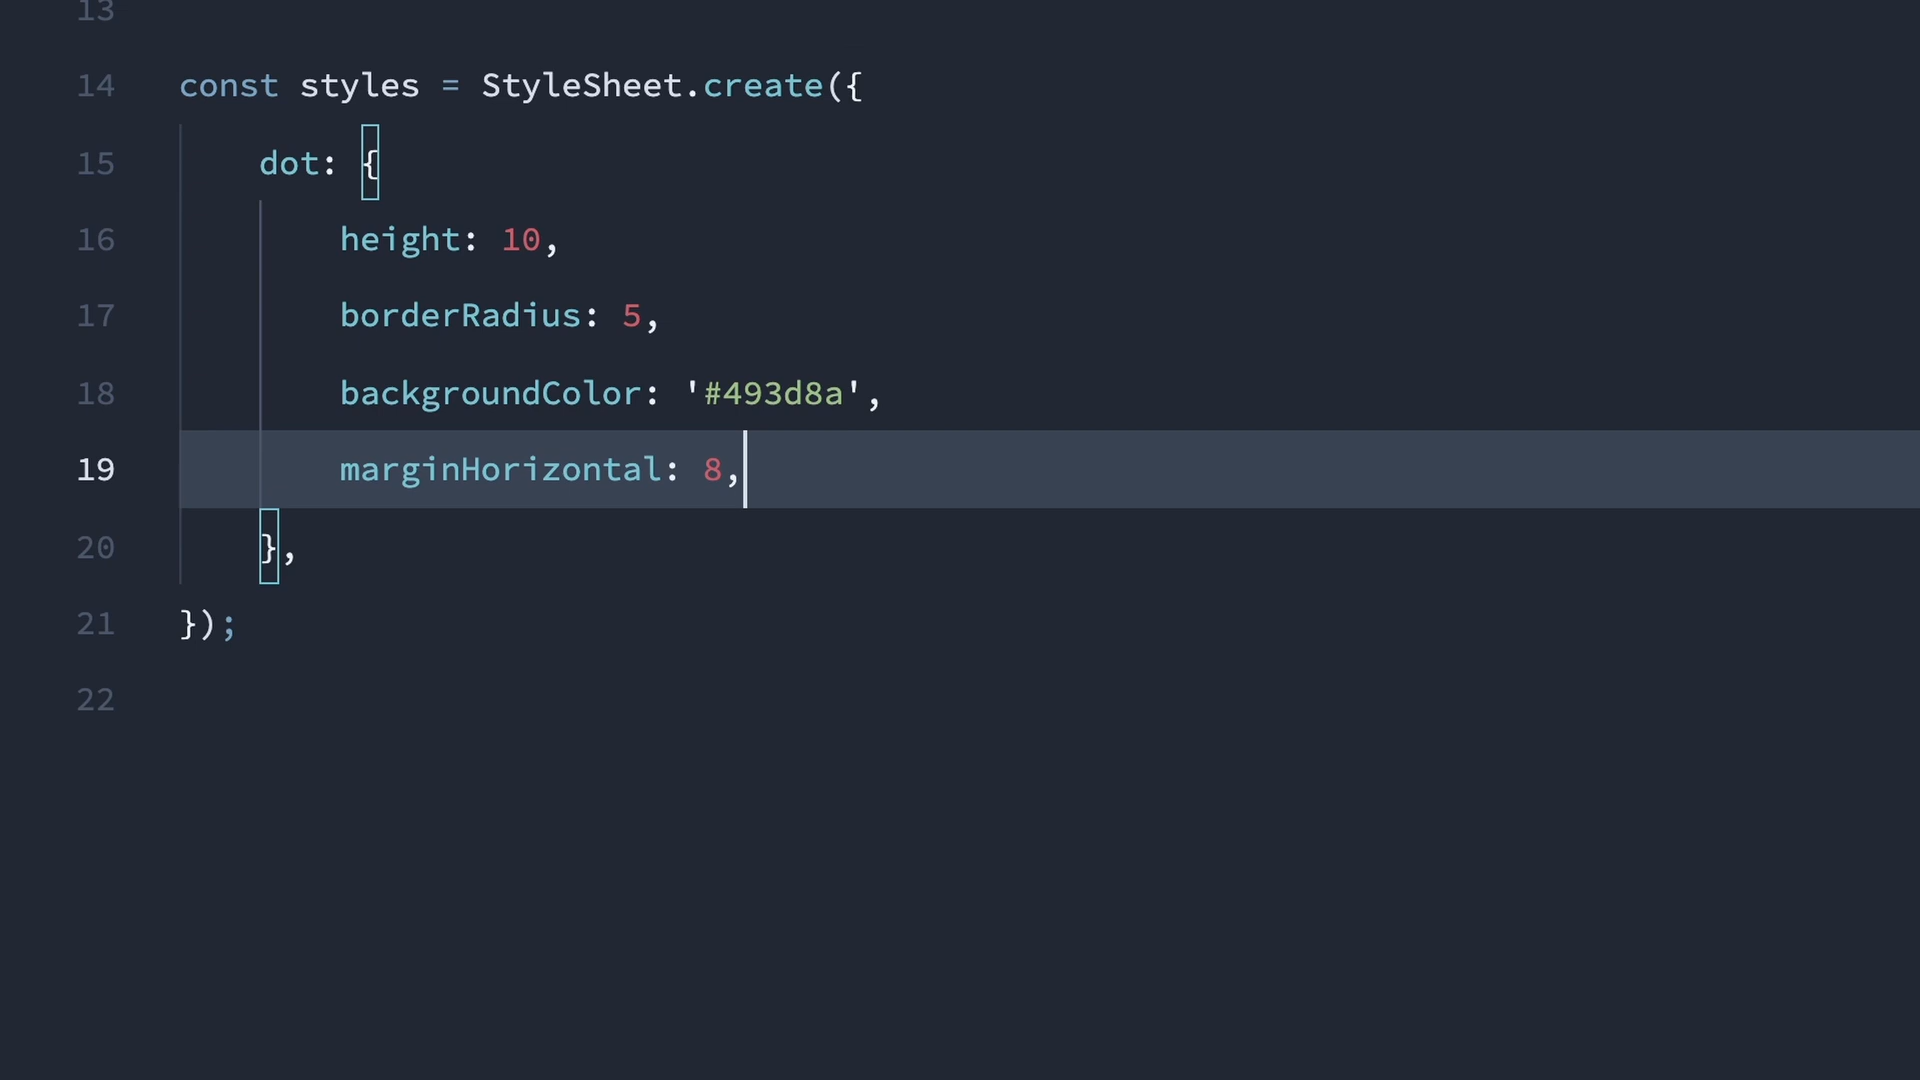 13
14 const styles = StyleSheet.create({
15 dot: {
16 height: 10,
17 borderRadius: 5,
18 backgroundColor: '#493d8a',
19 marginHorizontal: 8,
20 },
21 });
22